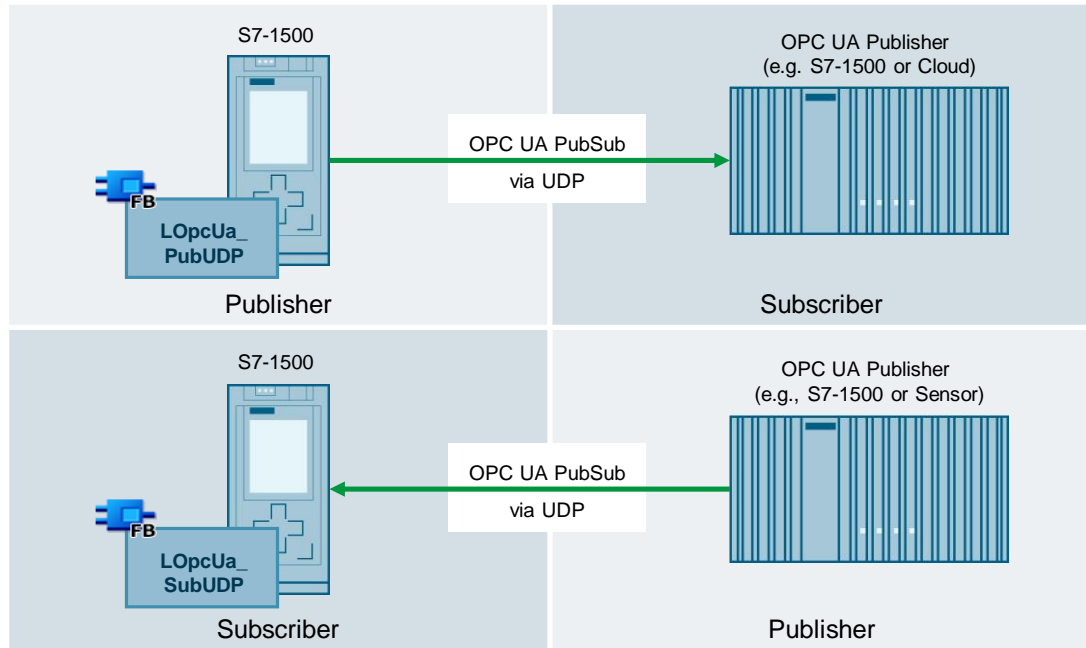 S7-1500
OPC UA Publisher
(e.g. S7-1500 or Cloud)
OPC UA PubSub
via UDP
FB
LOpcUa_
PubUDP
Publisher
Subscriber
S7-1500
OPC UA Publisher
(e.g., S7-1500 or Sensor)
OPC UA PubSub
via UDP
FB
LOpcUa_
SubUDP
Subscriber
Publisher